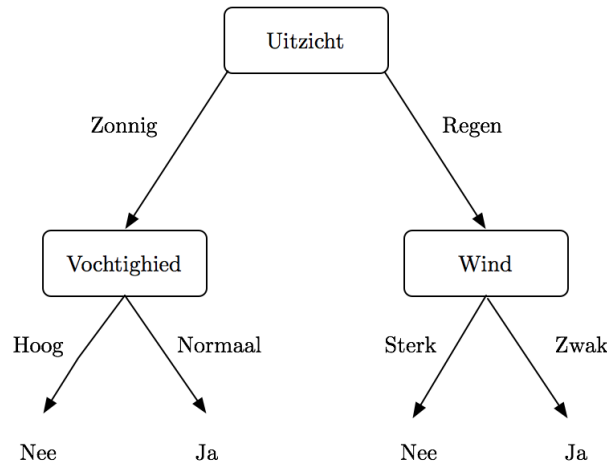 Uitzicht
Zonnig
Regen
Vochtighied
Wind
Hoog
Normaal
Sterk
Zwak
Nee
Ja
Nee
Ja